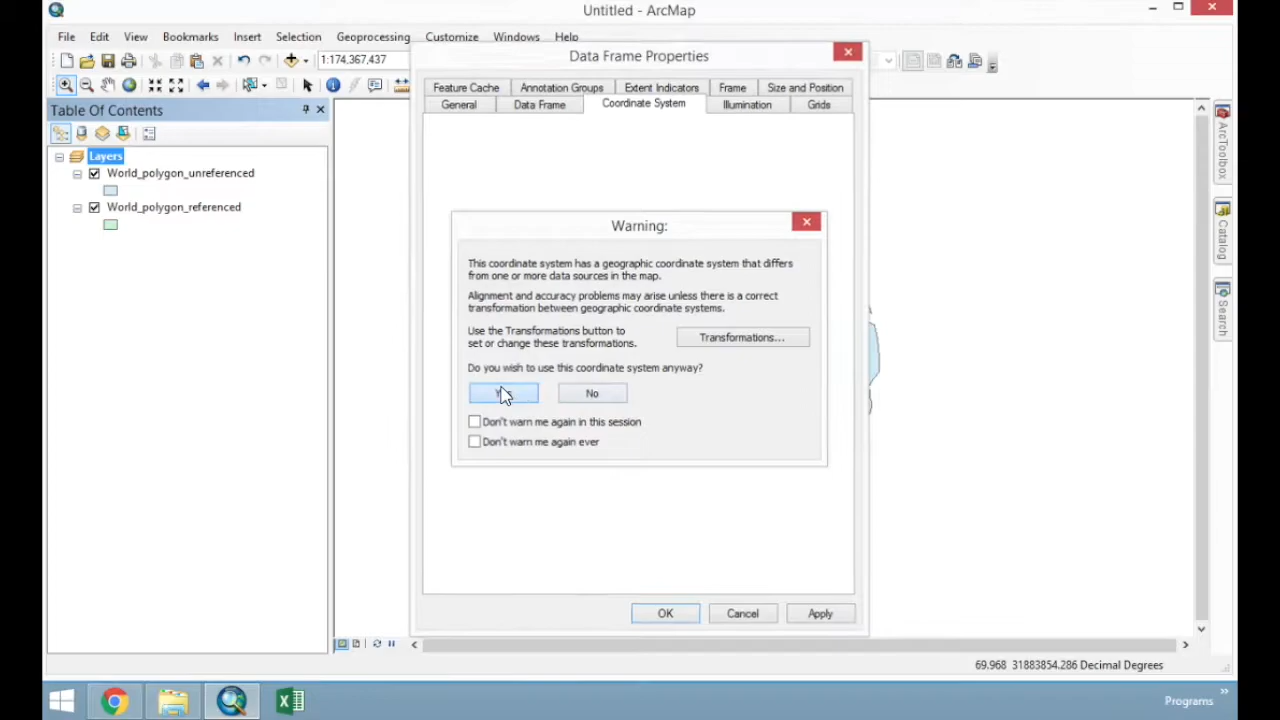 Untitled - ArcMap
File Edit View Bookmarks Insert Selection Geoprocessing Customize Windows Help
1:174,367,437
Data Frame Properties
Table Of Contents
Feature Cache Annotation Groups Extent Indicators Frame Size and Position
General Data Frame Coordinate System Illumination Grids
Layers
World_polygon_unreferenced
World_polygon_referenced
ArcToolbox
Catalog
Search
Warning:
This coordinate system has a geographic coordinate system that differs
from one or more data sources in the map.
Alignment and accuracy problems may arise unless there is a correct
transformation between geographic coordinate systems.
Use the Transformations button to
set or change these transformations.
Transformations...
Do you wish to use this coordinate system anyway?
No
Don't warn me again in this session
Don't warn me again ever
OK Cancel Apply
69.968 31883854.286 Decimal Degrees
Programs